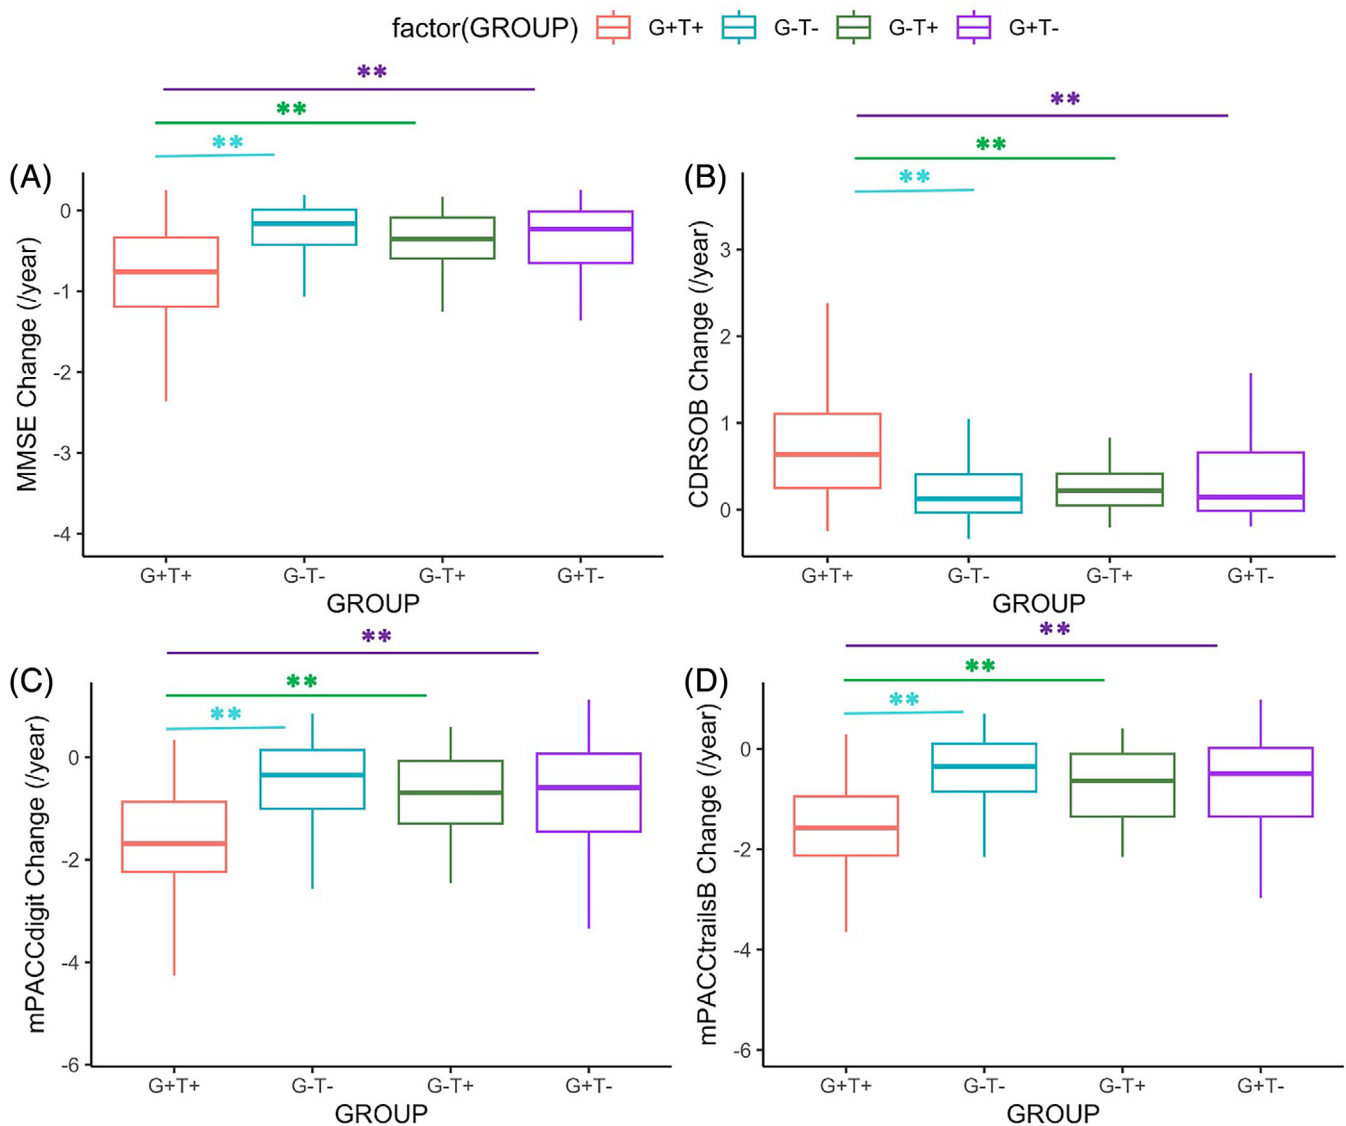 factor(GROUP) G+T+ G-T- G-T+ G+T-
(A)
**
**
**
MMSE Change (/year)
0
-1
-2
-3
-4
G+T+ G-T- G-T+ G+T-
GROUP
(B)
**
**
**
CDRSOB Change (/year)
3
2
1
0
G+T+ G-T- G-T+ G+T-
GROUP
(C)
**
**
**
mPACCdigit Change (/year)
0
-2
-4
-6
G+T+ G-T- G-T+ G+T-
GROUP
(D)
**
**
**
mPACCtrailsB Change (/year)
0
-2
-4
-6
G+T+ G-T- G-T+ G+T-
GROUP